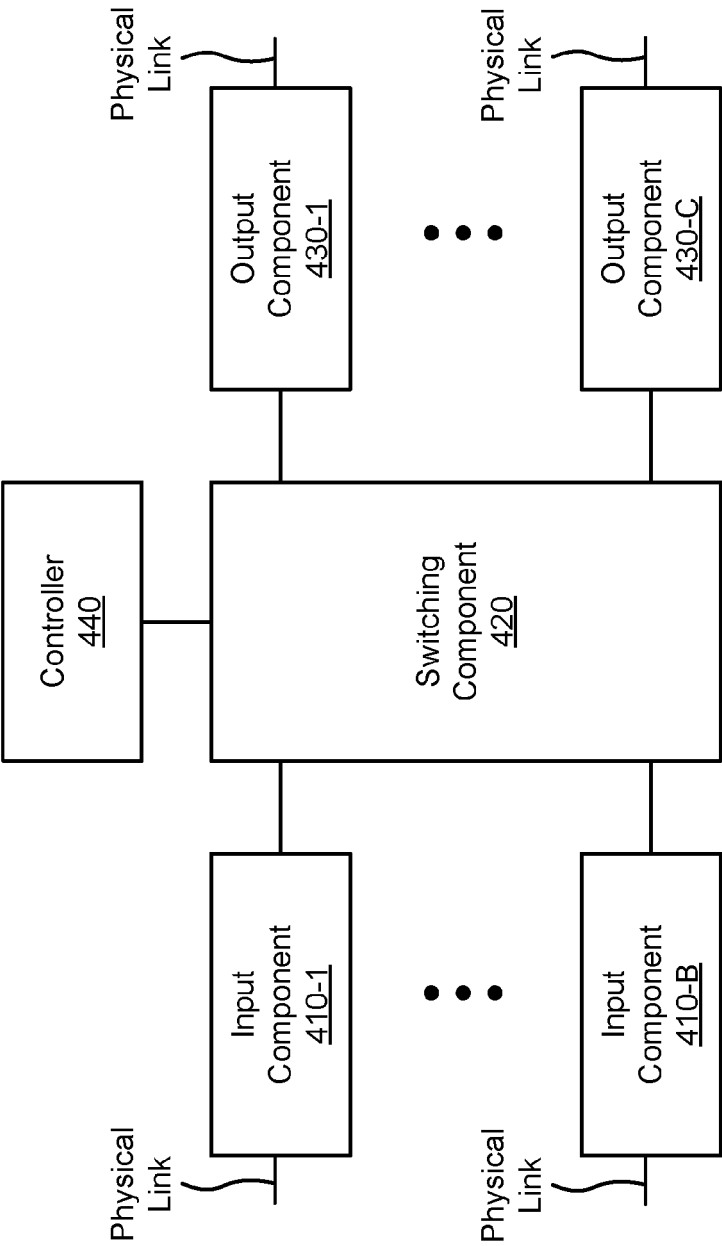 Controller
440
Physical
Link
Input
Component
410-1
Output
Component
430-1
Physical
Link
Switching
Component
420
Physical
Link
Input
Component
410-B
Output
Component
430-C
Physical
Link